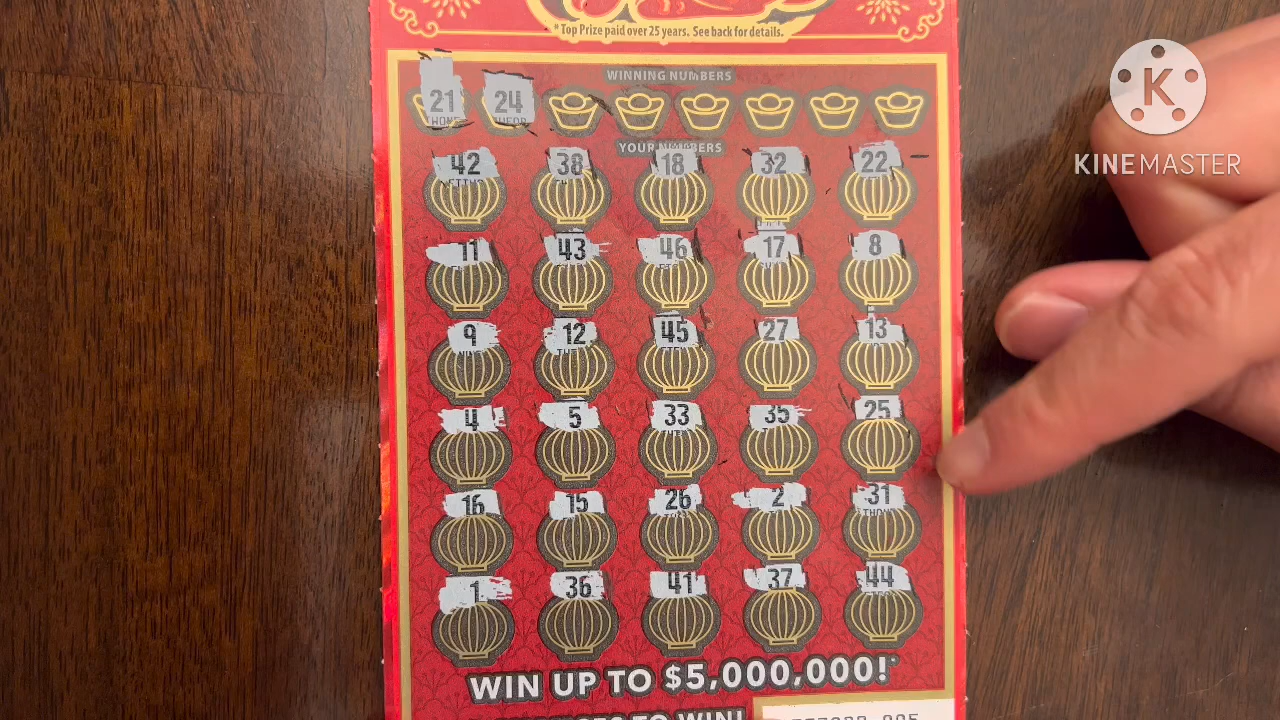 * Top Prize paid over 25 years. See back for details.
WINNING NUMBERS
21 24
YOUR NUMBERS
42 38 18 32 22
11 43 46 17 8
9 12 45 27 13
4 5 33 35 25
16 15 26 2 31
1 36 41 37 44
WIN UP TO $5,000,000!*
TO WIN!
KINEMASTER